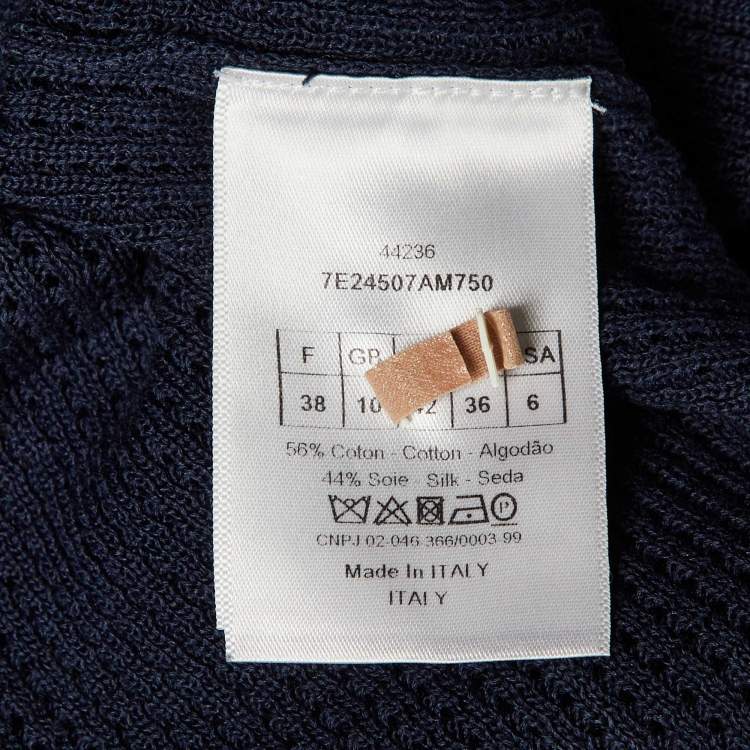 44236
7E24507AM750
F GB SA
38 10 42 36 6
56% Coton - Cotton - Algodão
44% Soie - Silk - Seda
P
CNPJ 02-046 366/0003-99
Made In ITALY
ITALY